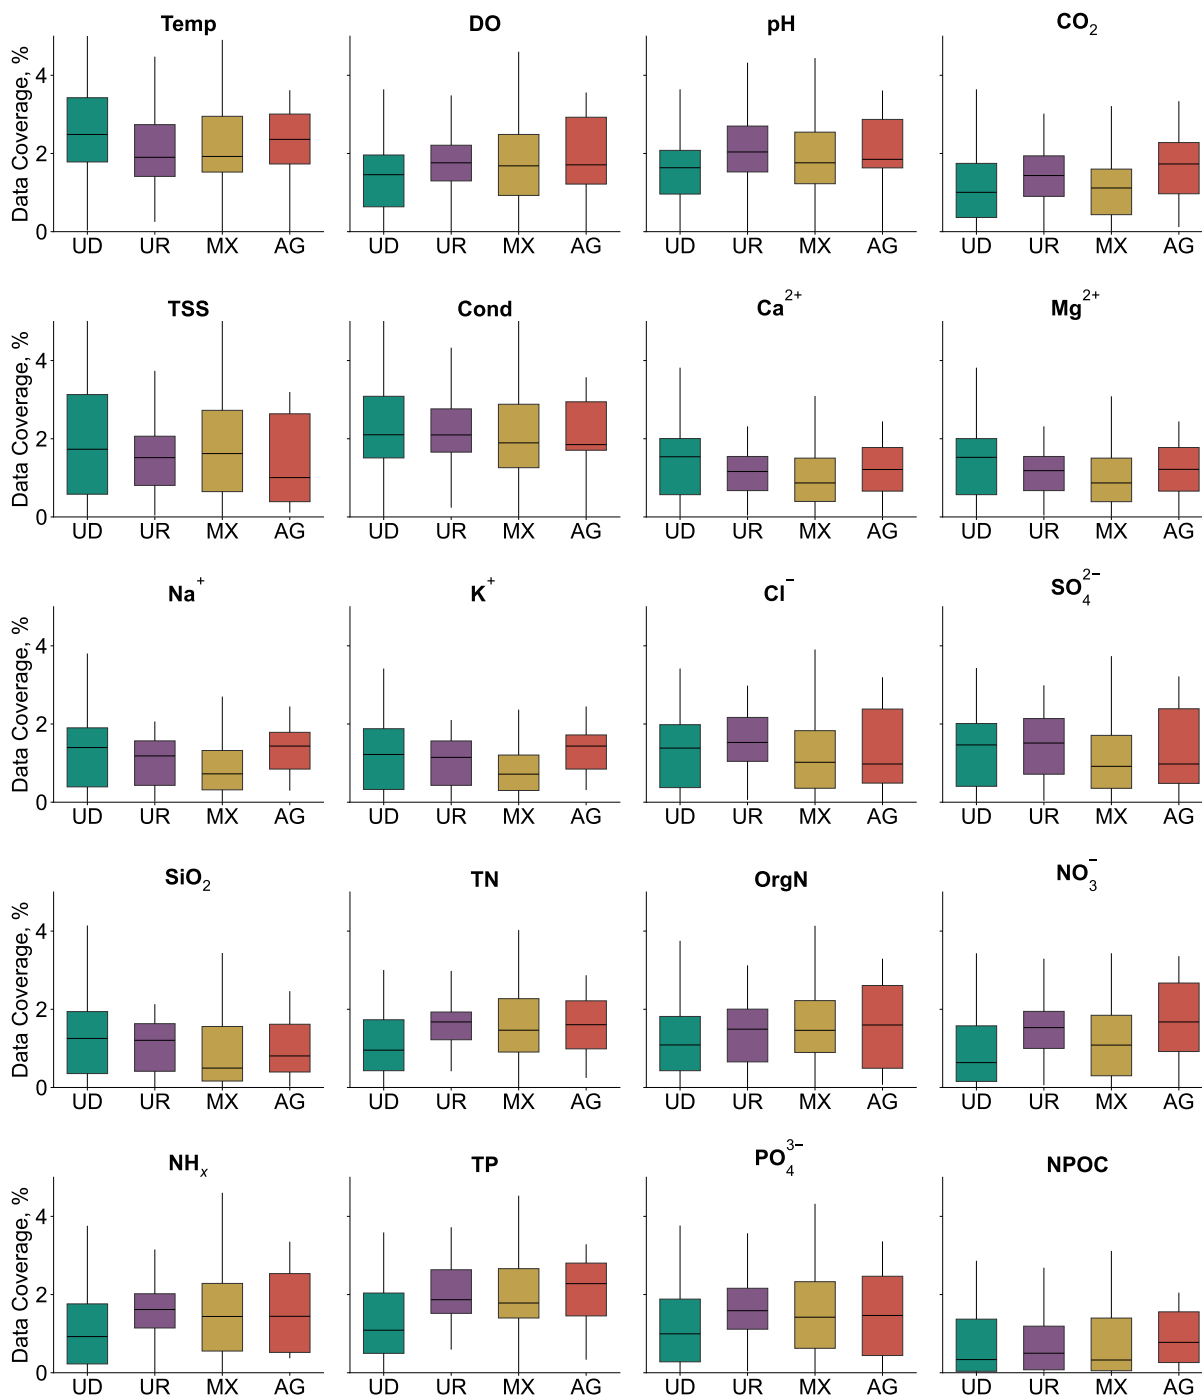 Temp DO pH CO₂
Data Coverage, %
4
2
0
UD UR MX AG UD UR MX AG UD UR MX AG UD UR MX AG
TSS Cond Ca²⁺ Mg²⁺
Data Coverage, %
4
2
0
UD UR MX AG UD UR MX AG UD UR MX AG UD UR MX AG
Na⁺ K⁺ Cl⁻ SO₄²⁻
Data Coverage, %
4
2
0
UD UR MX AG UD UR MX AG UD UR MX AG UD UR MX AG
SiO₂ TN OrgN NO₃⁻
Data Coverage, %
4
2
0
UD UR MX AG UD UR MX AG UD UR MX AG UD UR MX AG
NHₓ TP PO₄³⁻ NPOC
Data Coverage, %
4
2
0
UD UR MX AG UD UR MX AG UD UR MX AG UD UR MX AG